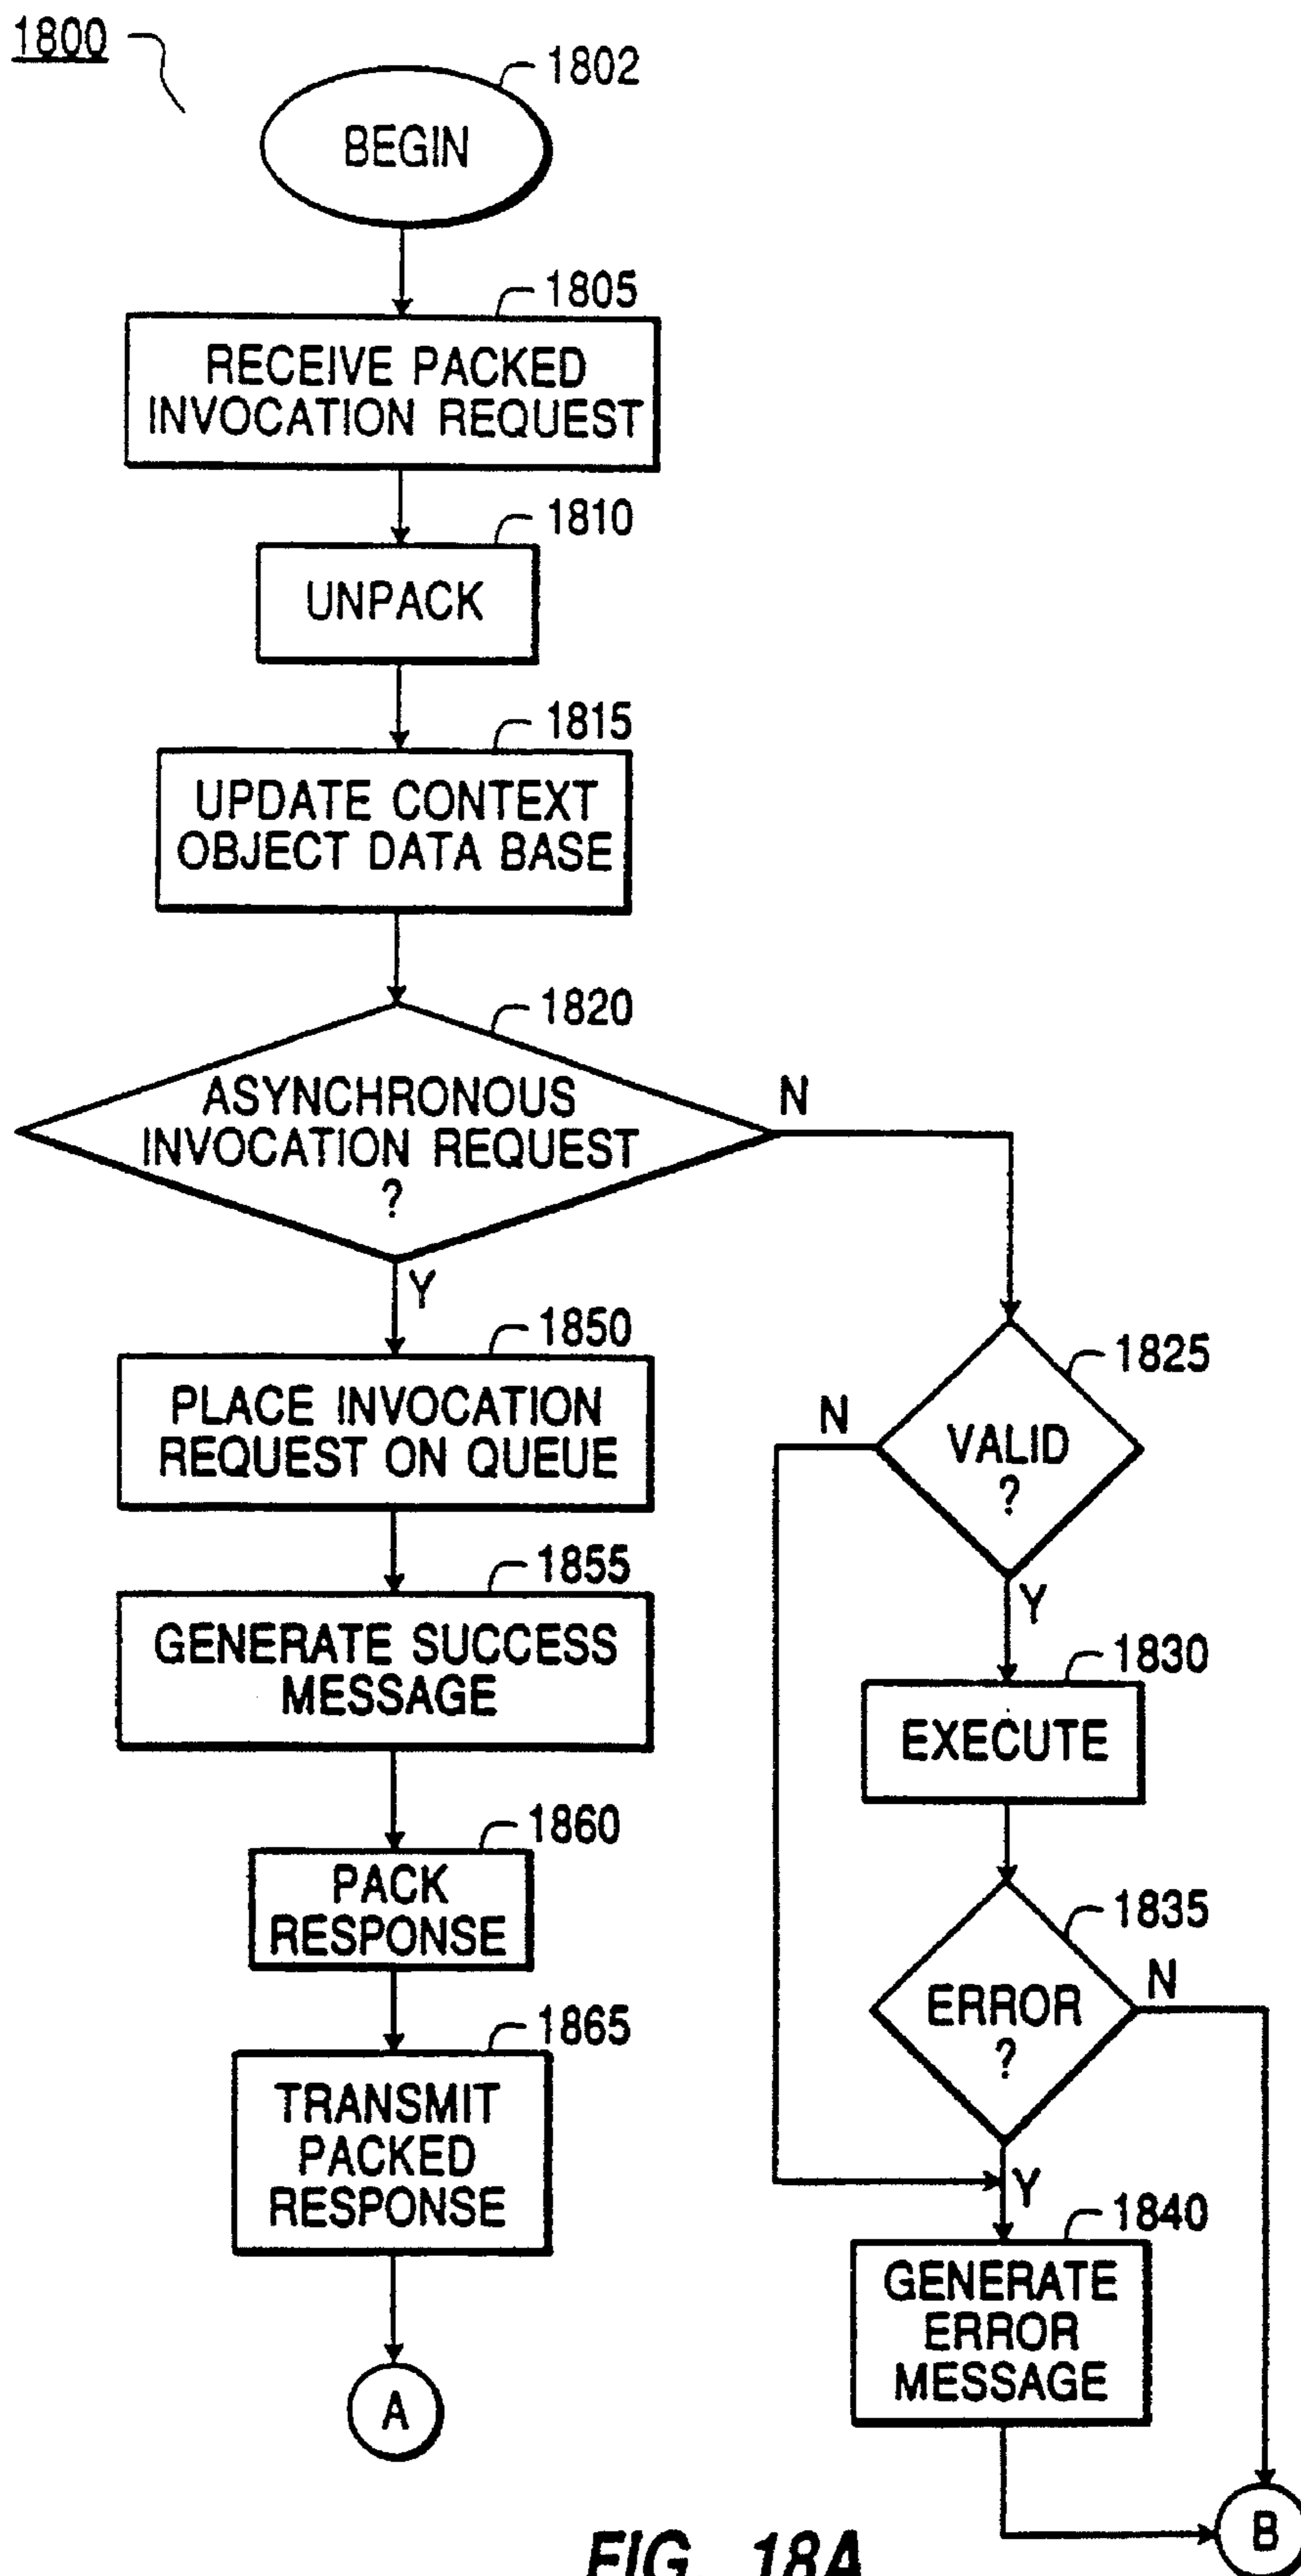 1800
1802
BEGIN
1805
RECEIVE PACKED
INVOCATION REQUEST
1810
UNPACK
1815
UPDATE CONTEXT
OBJECT DATA BASE
1820
ASYNCHRONOUS
INVOCATION REQUEST
?
N
Y
1850
PLACE INVOCATION
REQUEST ON QUEUE
1855
GENERATE SUCCESS
MESSAGE
1860
PACK
RESPONSE
1865
TRANSMIT
PACKED
RESPONSE
A
1825
VALID
?
N
Y
1830
EXECUTE
1835
ERROR
?
N
Y
1840
GENERATE
ERROR
MESSAGE
B
FIG. 18A